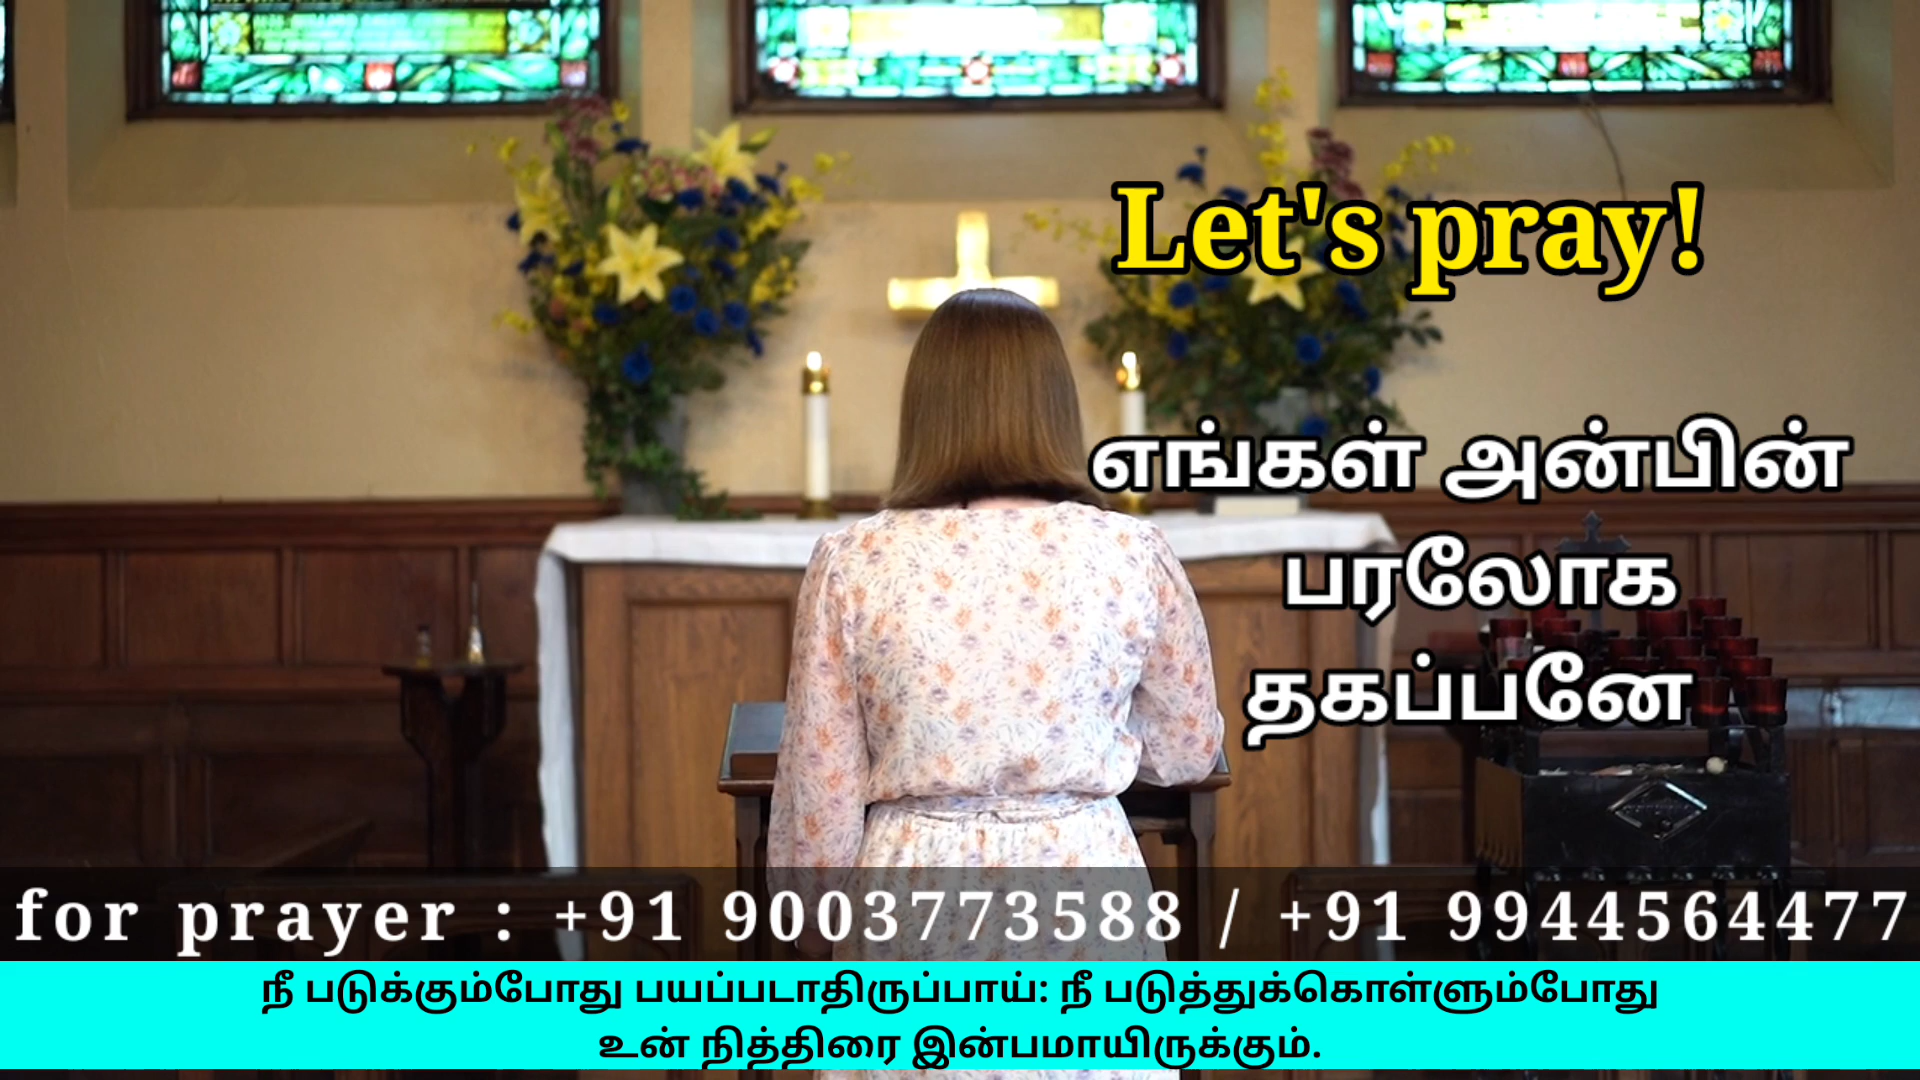 Let's pray!
எங்கள் அன்பின்
பரலோக
தகப்பனே
for prayer : +91 9003773588 / +91 9944564477
நீ படுக்கும்போது பயப்படாதிருப்பாய்: நீ படுத்துக்கொள்ளும்போது
உன் நித்திரை இன்பமாயிருக்கும்.